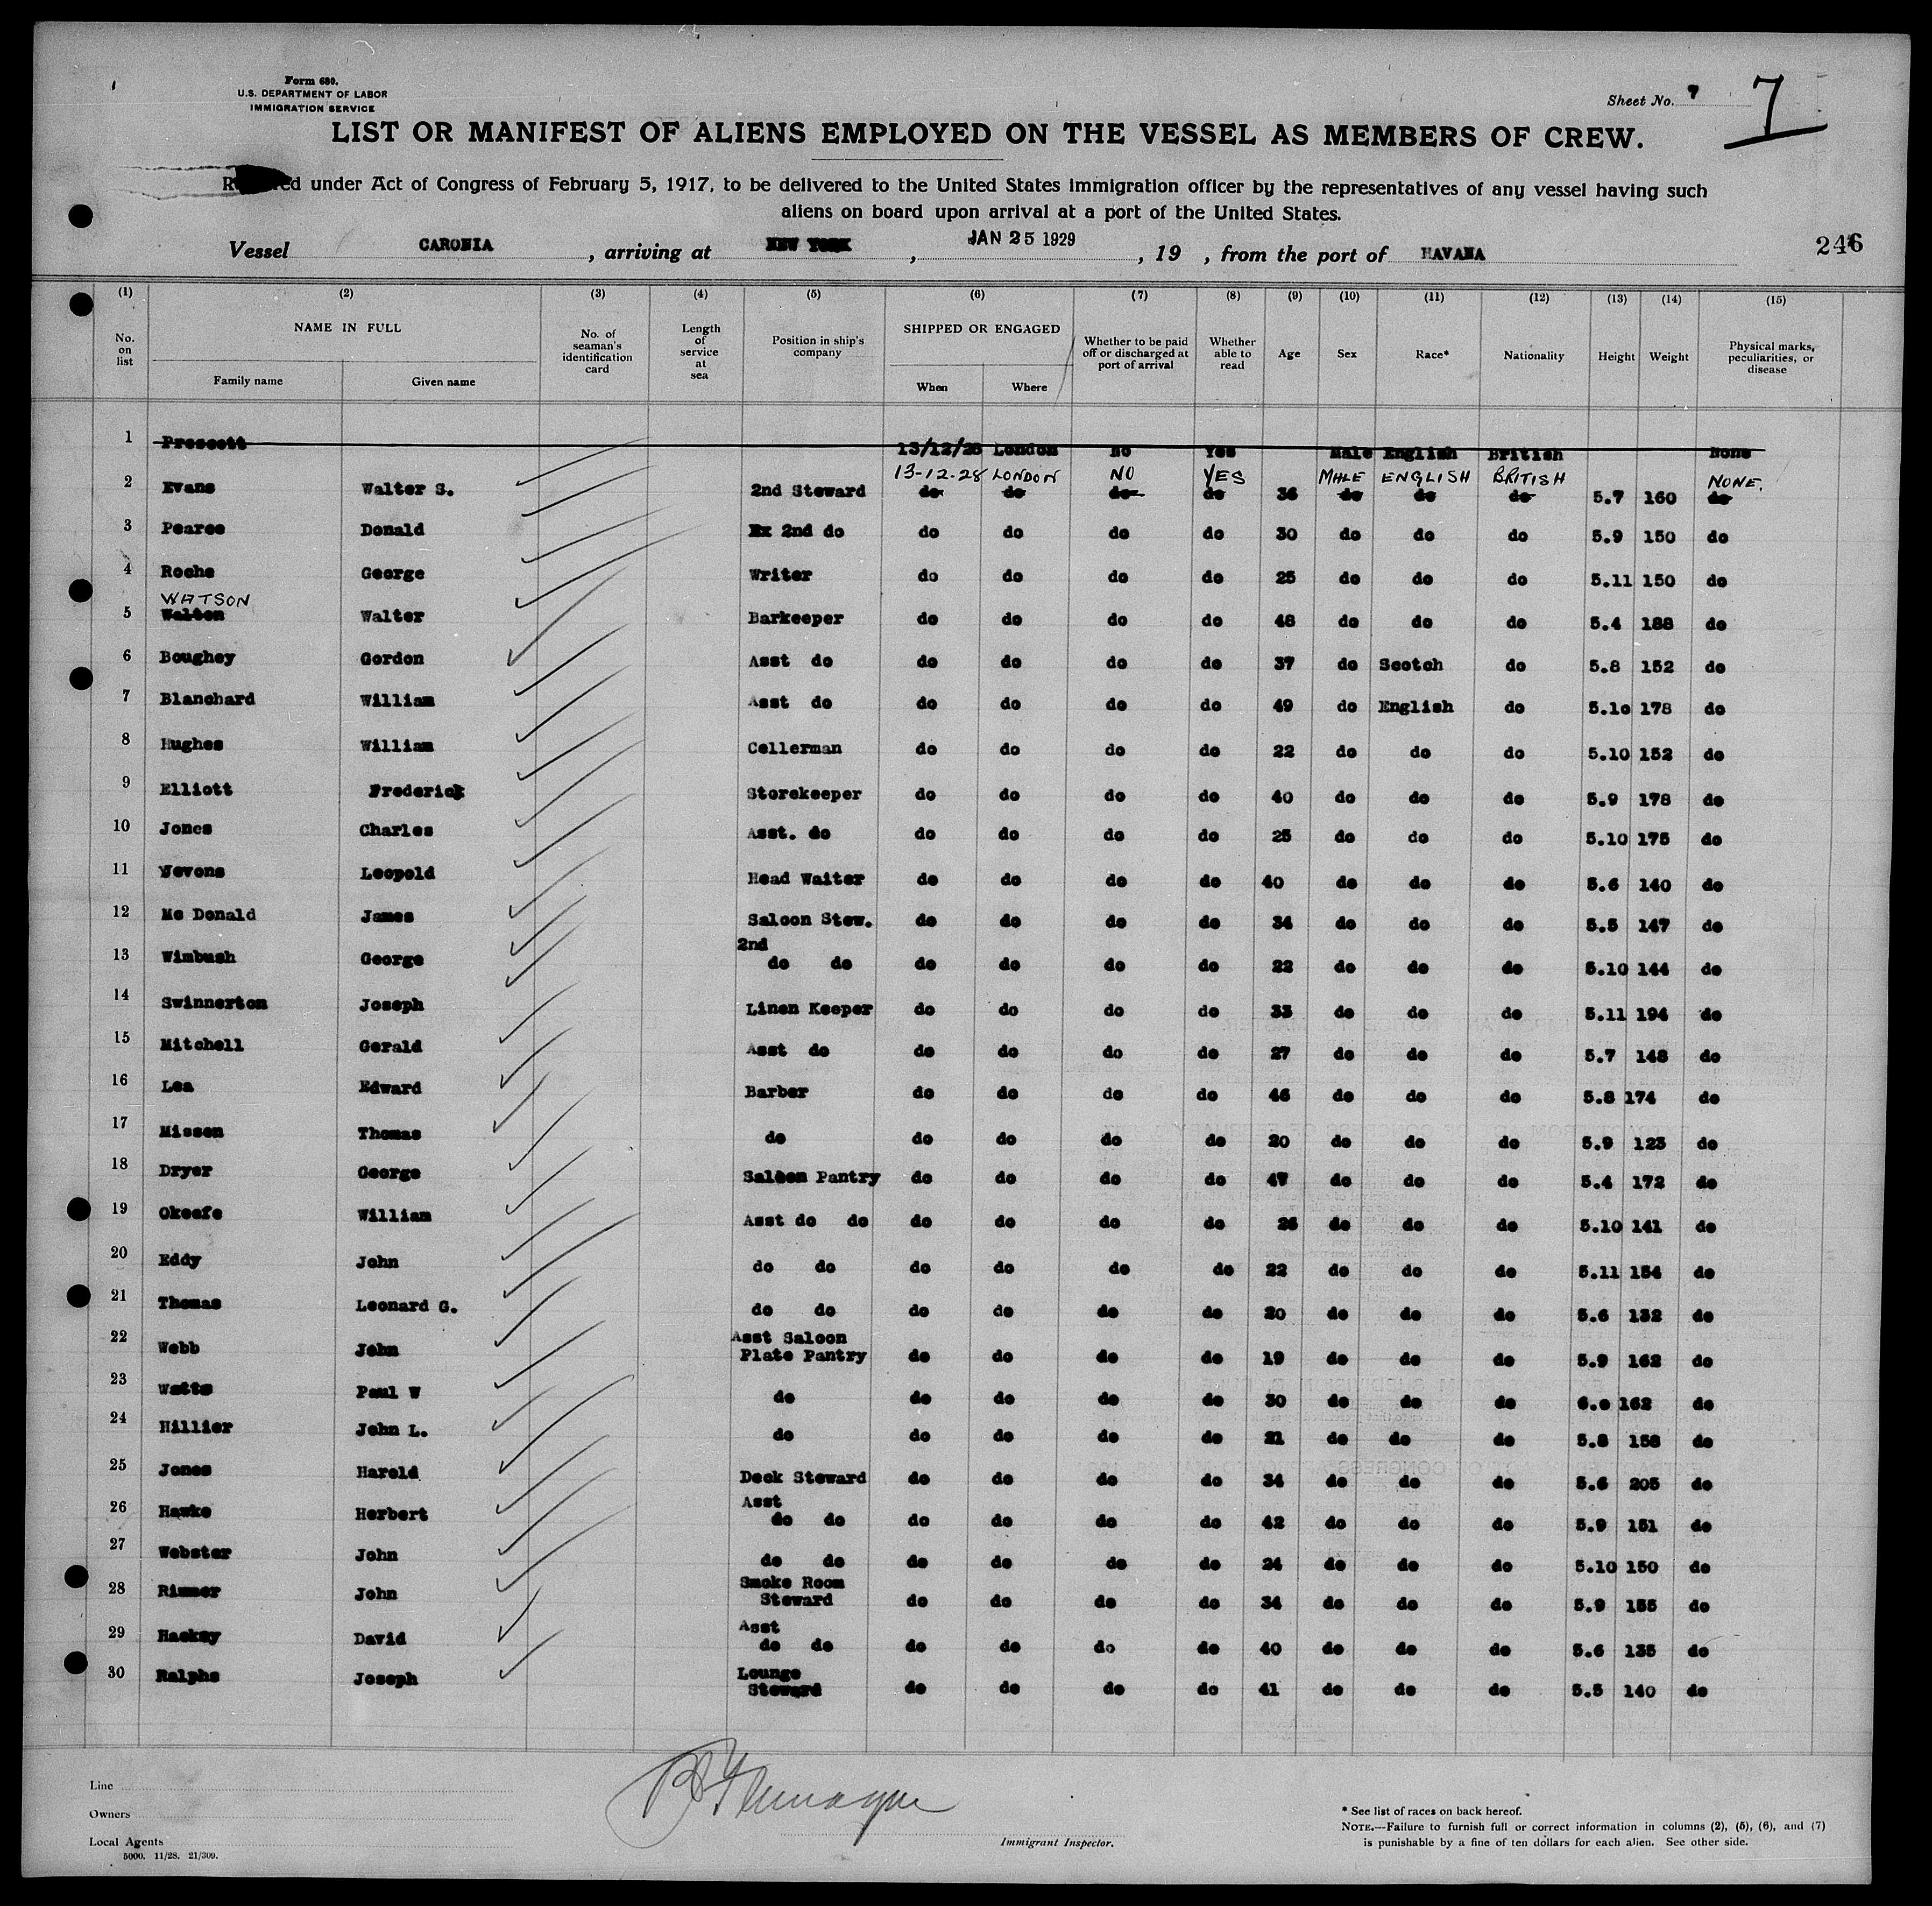 Form 680.
U.S. DEPARTMENT OF LABOR
IMMIGRATION SERVICE
Sheet No. 7
7
LIST OR MANIFEST OF ALIENS EMPLOYED ON THE VESSEL AS MEMBERS OF CREW.
under Act of Congress of February 5, 1917, to be delivered to the United States immigration officer by the representatives of any vessel having such
aliens on board upon arrival at a port of the United States.
Vessel CARONIA, arriving at NEW YORK, JAN 25 1929, 19 , from the port of HAVANA
246
(1) (2) (3) (4) (5) (6) (7) (8) (9) (10) (11) (12) (13) (14) (15)
No. on list NAME IN FULL Family name Given name No. of seaman's identification card Length of service at sea Position in ship's company SHIPPED OR ENGAGED When Where Whether to be paid off or discharged at port of arrival Whether able to read Age Sex Race* Nationality Height Weight Physical marks, peculiarities, or disease
1 Prescott 13/12/28 London No Yes Male English British None
13-12-28 LONDON NO YES MALE ENGLISH BRITISH NONE.
2 Evans Walter S. 2nd Steward do do do do 36 do do do 5.7 160 do
3 Pearce Donald Ex 2nd do do do do do 30 do do do 5.9 150 do
4 Roche George Writer do do do do 25 do do do 5.11 150 do
WATSON
5 Walton Walter Barkeeper do do do do 48 do do do 5.4 188 do
6 Boughey Gordon Asst do do do do do 37 do Scotch do 5.8 152 do
7 Blanchard William Asst do do do do do 49 do English do 5.10 178 do
8 Hughes William Cellerman do do do do 22 do do do 5.10 152 do
9 Elliott Frederick Storekeeper do do do do 40 do do do 5.9 178 do
10 Jones Charles Asst. do do do do do 25 do do do 5.10 175 do
11 Jevons Leopold Head Waiter do do do do 40 do do do 5.6 140 do
12 Mc Donald James Saloon Stew. do do do do 34 do do do 5.5 147 do
13 Wimbush George 2nd do do do do do do 22 do do do 5.10 144 do
14 Swinnerton Joseph Linen Keeper do do do do 33 do do do 5.11 194 do
15 Mitchell Gerald Asst do do do do do 27 do do do 5.7 148 do
16 Lea Edward Barber do do do do 46 do do do 5.8 174 do
17 Missen Thomas do do do do do 20 do do do 5.9 123 do
18 Dryer George Saloon Pantry do do do do 47 do do do 5.4 172 do
19 Okeefe William Asst do do do do do do 26 do do do 5.10 141 do
20 Eddy John do do do do do do 22 do do do 5.11 154 do
21 Thomas Leonard G. do do do do do do 20 do do do 5.6 132 do
22 Webb John Asst Saloon Plate Pantry do do do do 19 do do do 5.9 162 do
23 Watts Paul W do do do do do 30 do do do 6.0 162 do
24 Hillier John L. do do do do do 21 do do do 5.8 158 do
25 Jones Harold Deck Steward do do do do 34 do do do 5.6 205 do
26 Hawke Herbert Asst do do do do do do 42 do do do 5.9 151 do
27 Webster John do do do do do do 24 do do do 5.10 150 do
28 Rimmer John Smoke Room Steward do do do do 34 do do do 5.9 155 do
29 David Asst do do do do do do 40 do do do 5.6 135 do
30 Ralphs Joseph Lounge Steward do do do do 41 do do do 5.5 140 do
Line
Owners
Local Agents
5000. 11/28. 21/309.
Immigrant Inspector.
* See list of races on back hereof.
NOTE.—Failure to furnish full or correct information in columns (2), (5), (6), and (7)
is punishable by a fine of ten dollars for each alien. See other side.